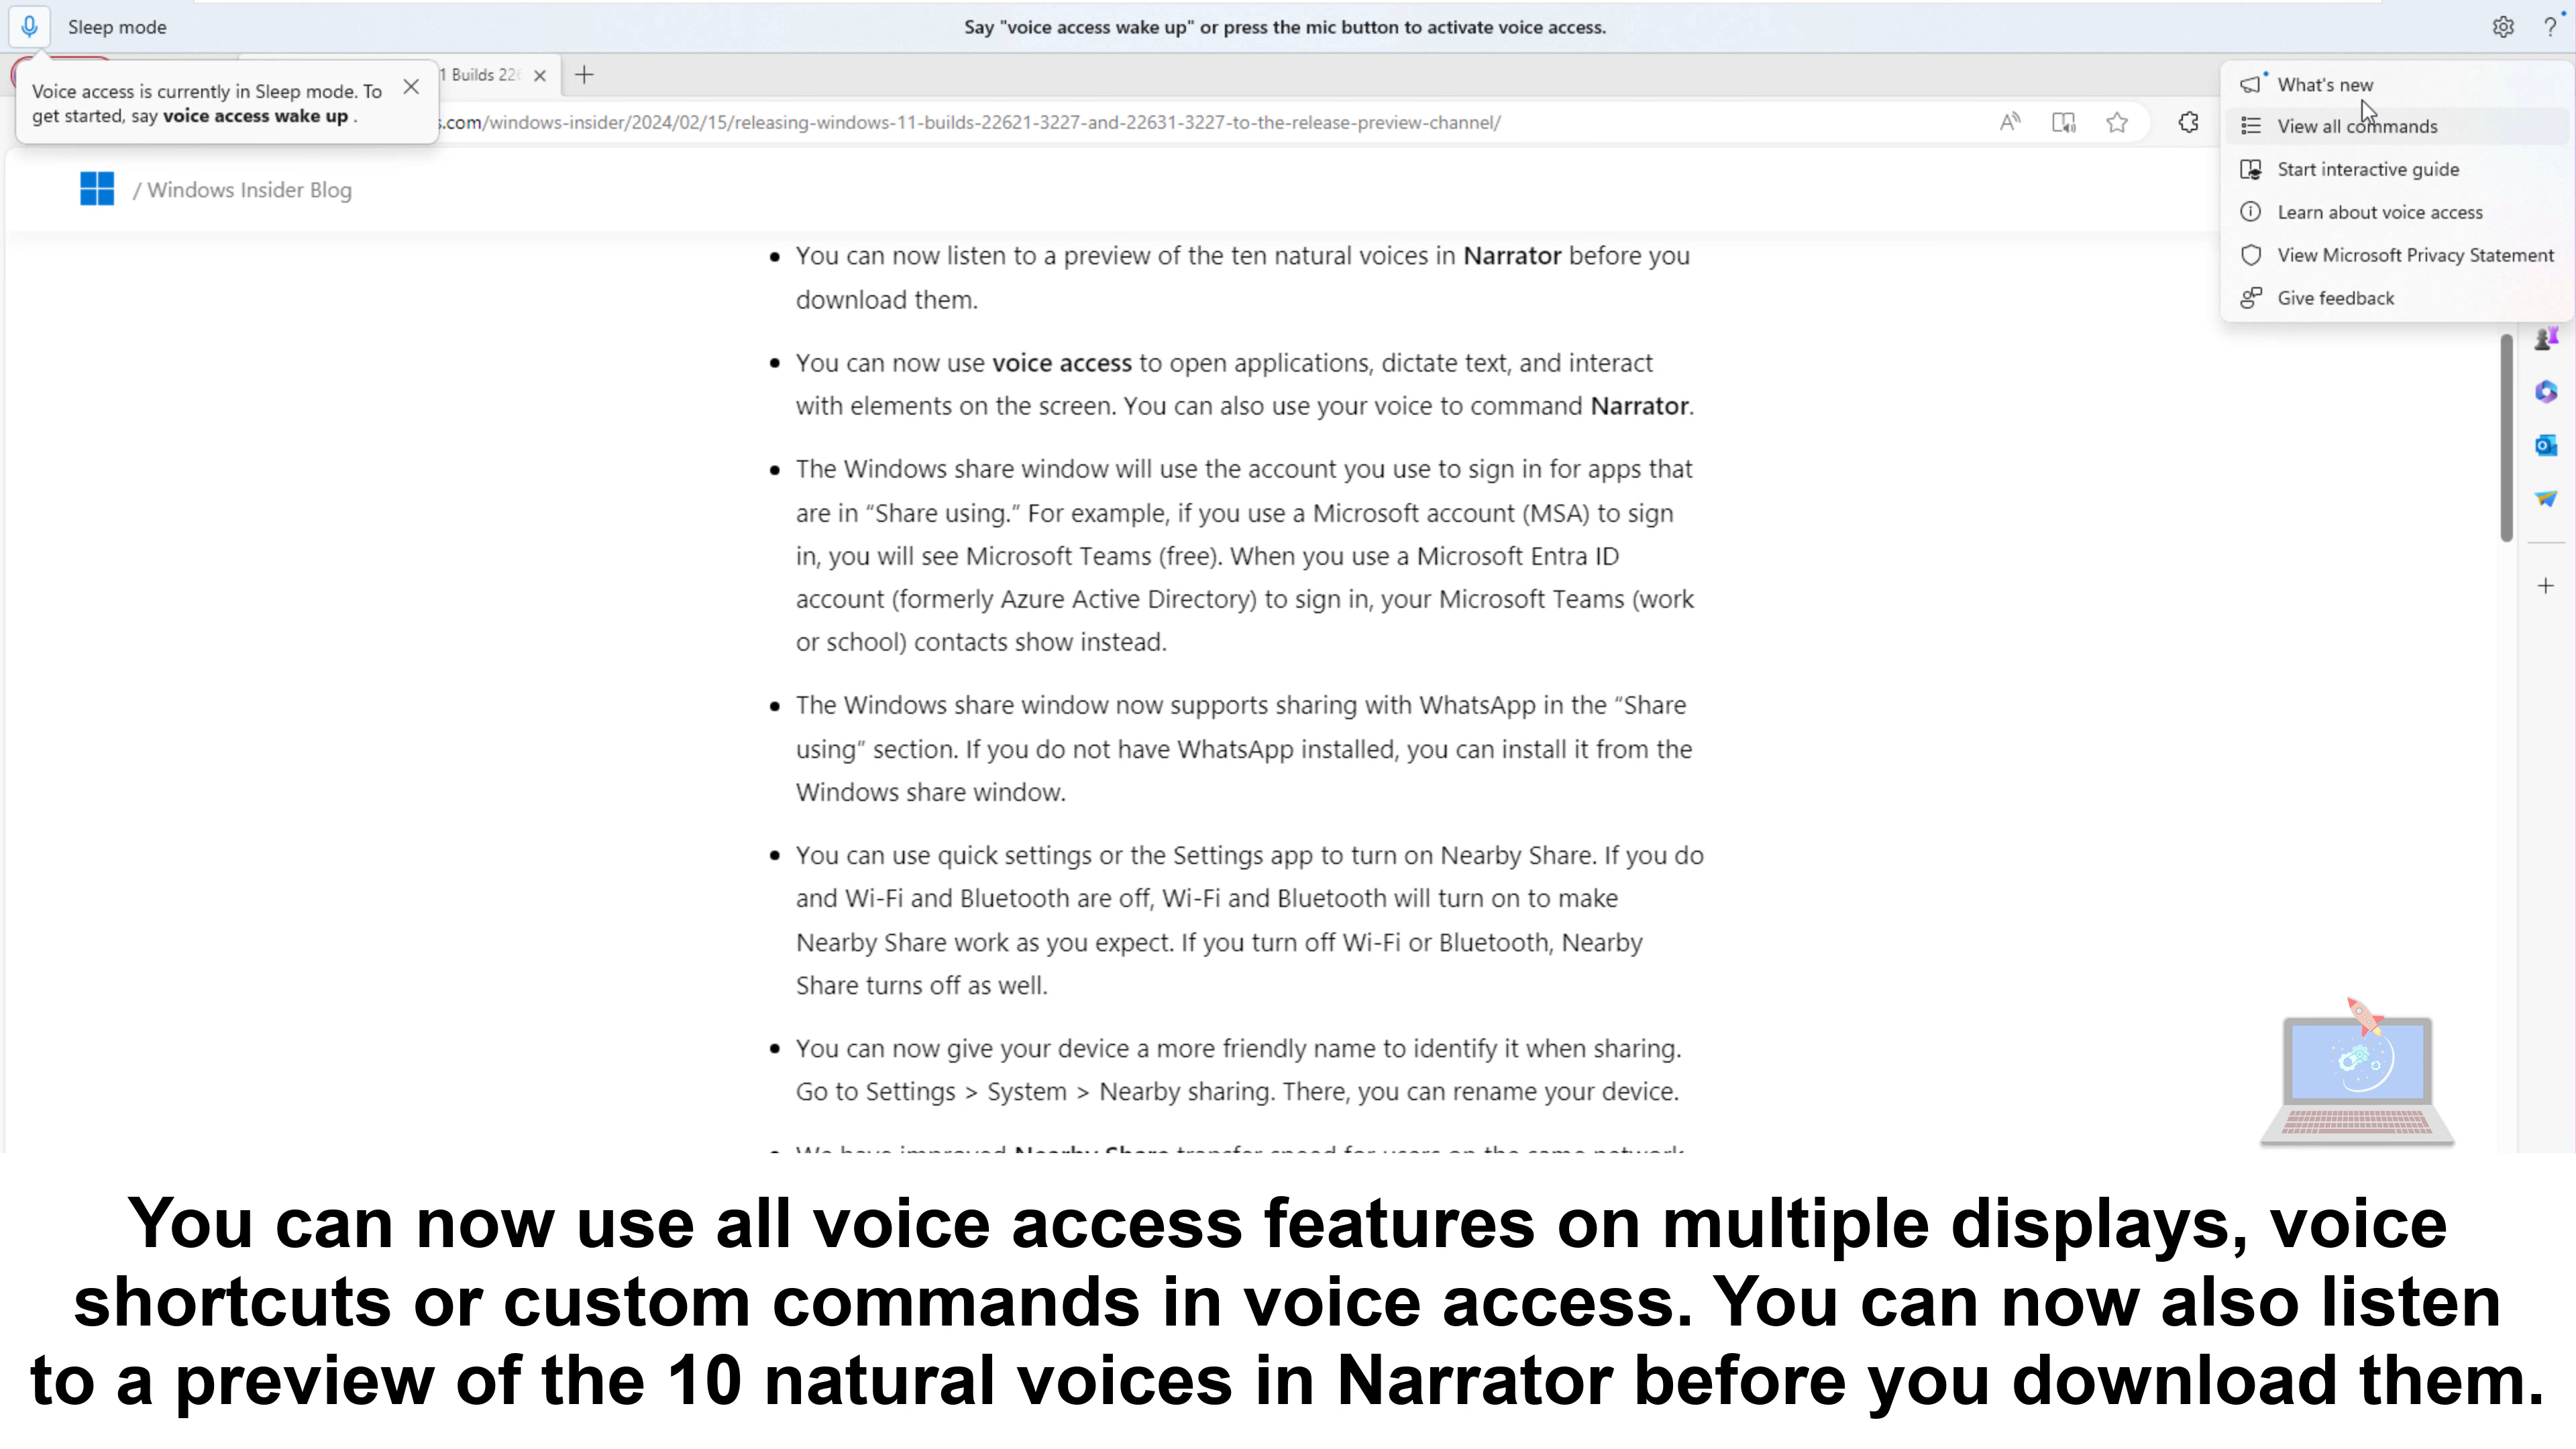 Sleep mode
Say "voice access wake up" or press the mic button to activate voice access.
Voice access is currently in Sleep mode. To
get started, say voice access wake up .
1 Builds 22
s.com/windows-insider/2024/02/15/releasing-windows-11-builds-22621-3227-and-22631-3227-to-the-release-preview-channel/
What's new
View all commands
Start interactive guide
Learn about voice access
View Microsoft Privacy Statement
Give feedback
/ Windows Insider Blog
• You can now listen to a preview of the ten natural voices in Narrator before you
download them.
• You can now use voice access to open applications, dictate text, and interact
with elements on the screen. You can also use your voice to command Narrator.
• The Windows share window will use the account you use to sign in for apps that
are in “Share using.” For example, if you use a Microsoft account (MSA) to sign
in, you will see Microsoft Teams (free). When you use a Microsoft Entra ID
account (formerly Azure Active Directory) to sign in, your Microsoft Teams (work
or school) contacts show instead.
• The Windows share window now supports sharing with WhatsApp in the “Share
using” section. If you do not have WhatsApp installed, you can install it from the
Windows share window.
• You can use quick settings or the Settings app to turn on Nearby Share. If you do
and Wi-Fi and Bluetooth are off, Wi-Fi and Bluetooth will turn on to make
Nearby Share work as you expect. If you turn off Wi-Fi or Bluetooth, Nearby
Share turns off as well.
• You can now give your device a more friendly name to identify it when sharing.
Go to Settings > System > Nearby sharing. There, you can rename your device.
• We have improved Nearby Share transfer speed for users on the same network
You can now use all voice access features on multiple displays, voice
shortcuts or custom commands in voice access. You can now also listen
to a preview of the 10 natural voices in Narrator before you download them.